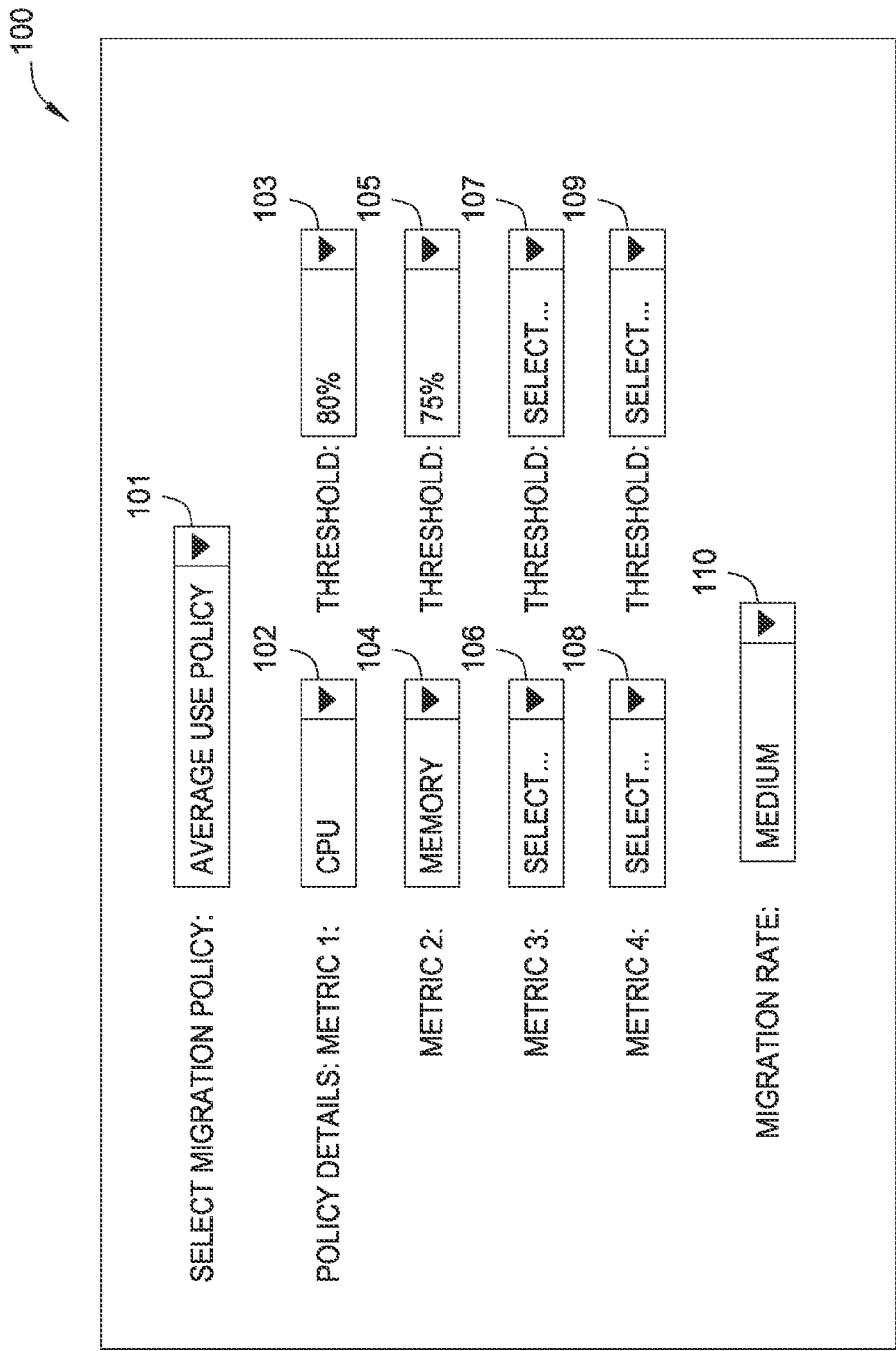 100
101
SELECT MIGRATION POLICY: AVERAGE USE POLICY
102 103
POLICY DETAILS: METRIC 1: CPU THRESHOLD: 80%
104 105
METRIC 2: MEMORY THRESHOLD: 75%
106 107
METRIC 3: SELECT... THRESHOLD: SELECT...
108 109
METRIC 4: SELECT... THRESHOLD: SELECT...
110
MIGRATION RATE: MEDIUM